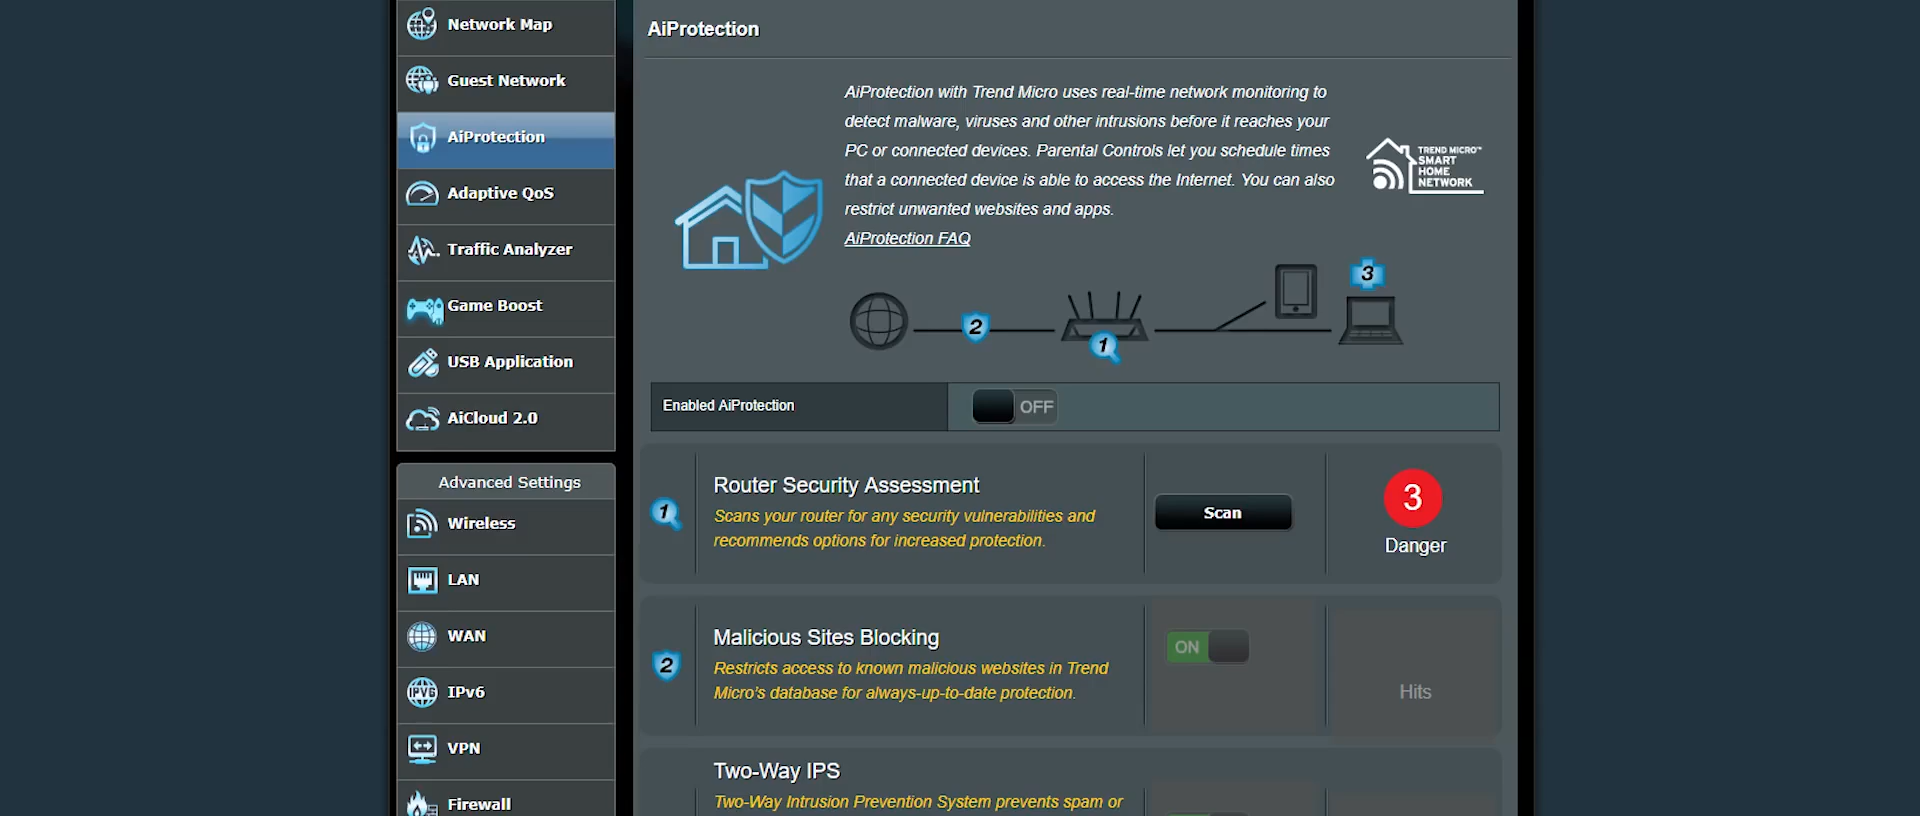 Network Map
Guest Network
AiProtection
Adaptive QoS
Traffic Analyzer
Game Boost
USB Application
AiCloud 2.0
Advanced Settings
Wireless
LAN
WAN
IPv6
IPV6
VPN
Firewall
AiProtection
AiProtection with Trend Micro uses real-time network monitoring to
detect malware, viruses and other intrusions before it reaches your
PC or connected devices. Parental Controls let you schedule times
that a connected device is able to access the Internet. You can also
restrict unwanted websites and apps.
AiProtection FAQ
TREND MICRO™
SMART
HOME
NETWORK
3
2
1
Enabled AiProtection
OFF
1
Router Security Assessment
Scans your router for any security vulnerabilities and
recommends options for increased protection.
Scan
3
Danger
2
Malicious Sites Blocking
Restricts access to known malicious websites in Trend
Micro's database for always-up-to-date protection.
ON
Hits
Two-Way IPS
Two-Way Intrusion Prevention System prevents spam or